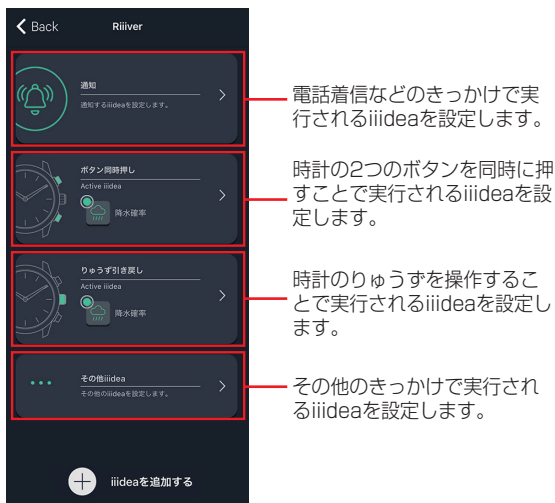 Back
Riiiver
通知
通知するiiideaを設定します。
電話着信などのきっかけで実
行されるiiideaを設定します。
ボタン同時押し
Active iiidea
降水確率
時計の2つのボタンを同時に押
すことで実行されるiiideaを設
定します。
りゅうず引き戻し
Active iiidea
降水確率
時計のりゅうずを操作するこ
とで実行されるiiideaを設定し
ます。
その他iiidea
その他のiiideaを設定します。
その他のきっかけで実行され
るiiideaを設定します。
iiideaを追加する